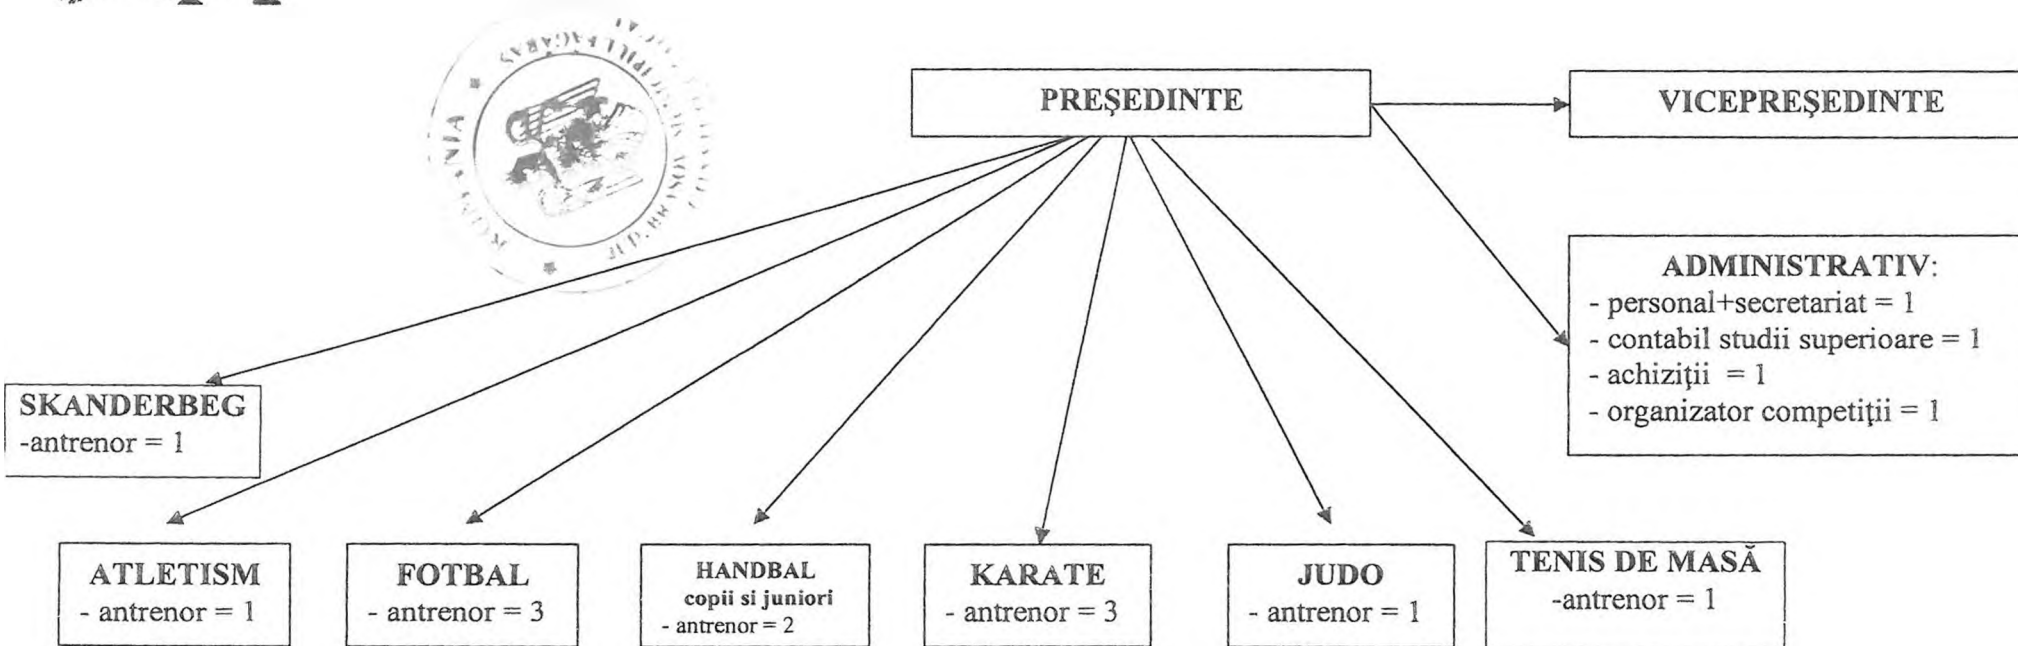 PREŞEDINTE
VICEPREŞEDINTE
ADMINISTRATIV:
- personal+secretariat = 1
- contabil studii superioare = 1
- achiziţii = 1
- organizator competiţii = 1
SKANDERBEG
-antrenor = 1
ATLETISM
- antrenor = 1
FOTBAL
- antrenor = 3
HANDBAL
copii si juniori
- antrenor = 2
KARATE
- antrenor = 3
JUDO
- antrenor = 1
TENIS DE MASĂ
-antrenor = 1